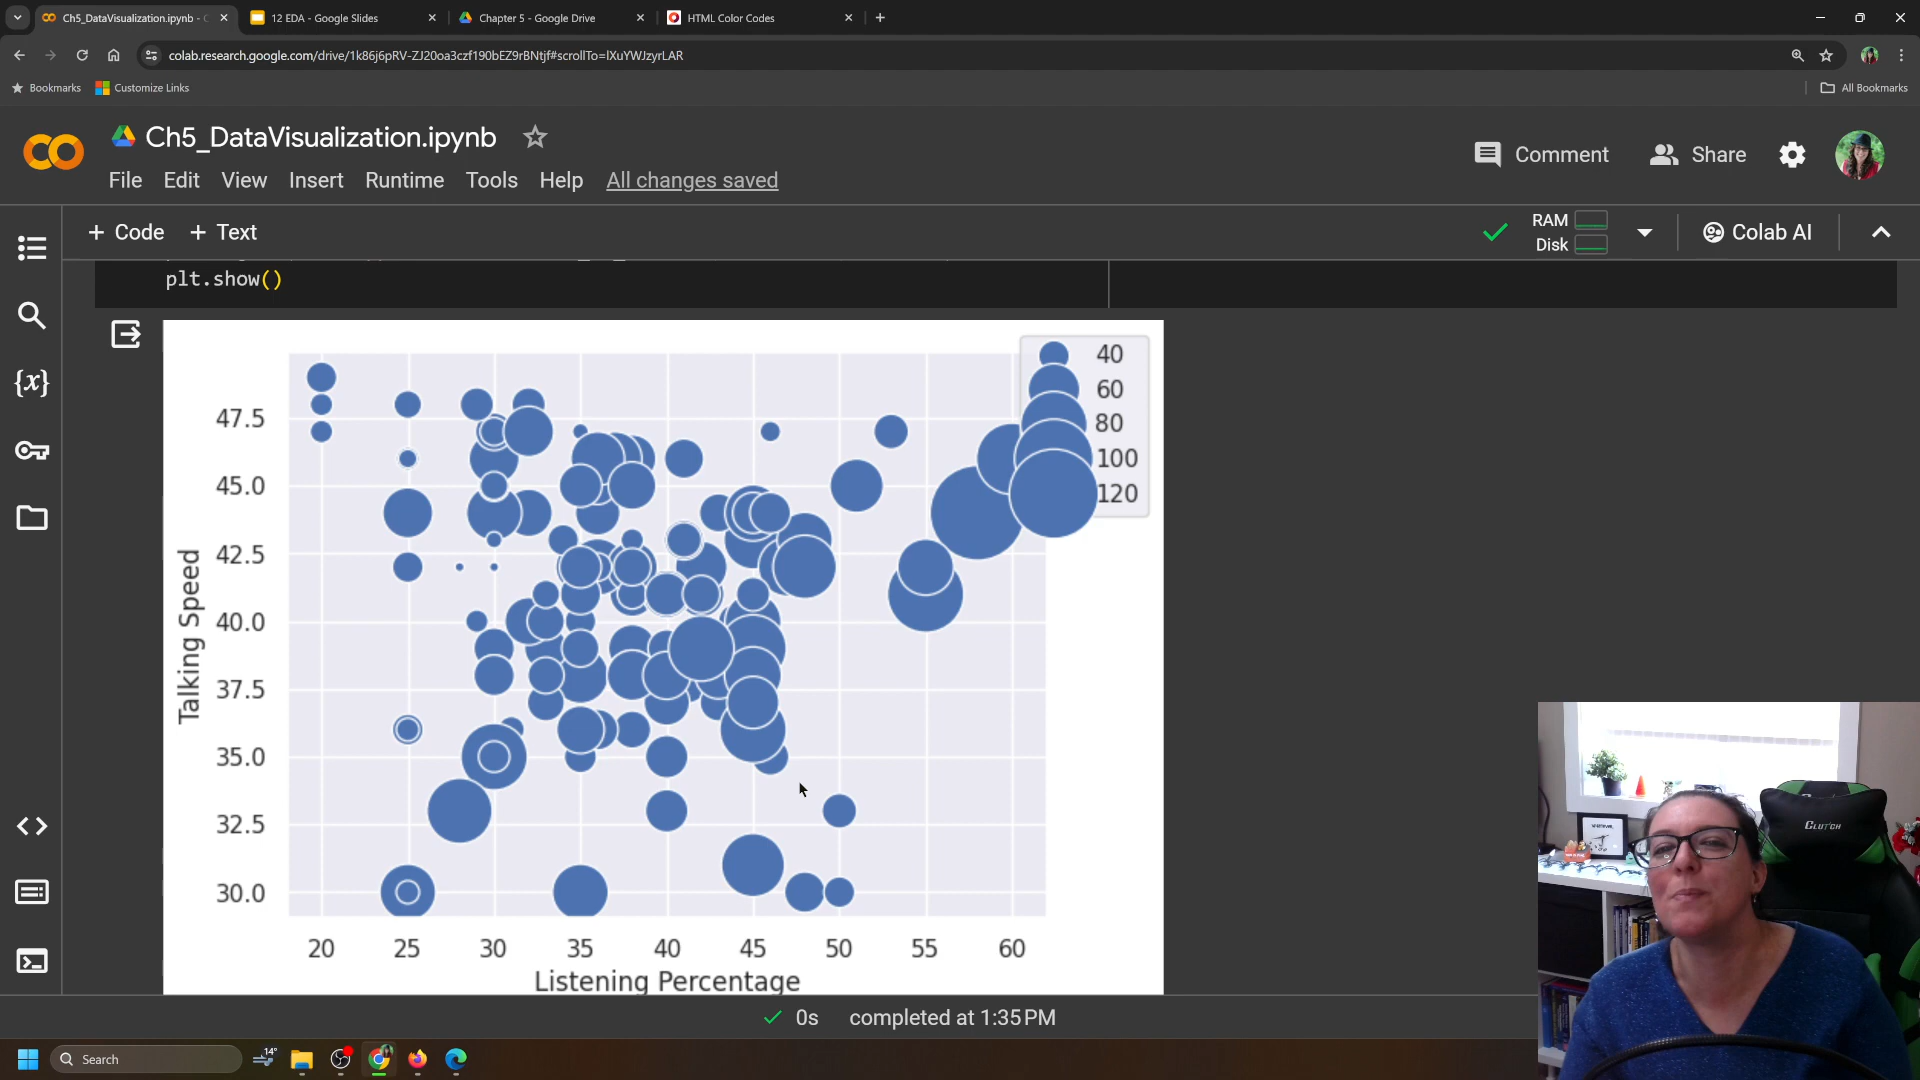 Ch5_DataVisualization.ipynb - C
12 EDA - Google Slides
Chapter 5 - Google Drive
HTML Color Codes
colab.research.google.com/drive/1k86j6pRV-ZJ20oa3czf190bEZ9rBNtjf#scrollTo=lXuYWJzyrLAR
Bookmarks
Customize Links
All Bookmarks
Ch5_DataVisualization.ipynb
Comment
Share
File Edit View Insert Runtime Tools Help All changes saved
+ Code + Text
RAM
Disk
Colab AI
plt.show()
{x}
40
60
80
100
120
47.5
45.0
42.5
40.0
37.5
35.0
32.5
30.0
Talking Speed
20 25 30 35 40 45 50 55 60
Listening Percentage
CLUTCH
0s completed at 1:35 PM
Search
14°